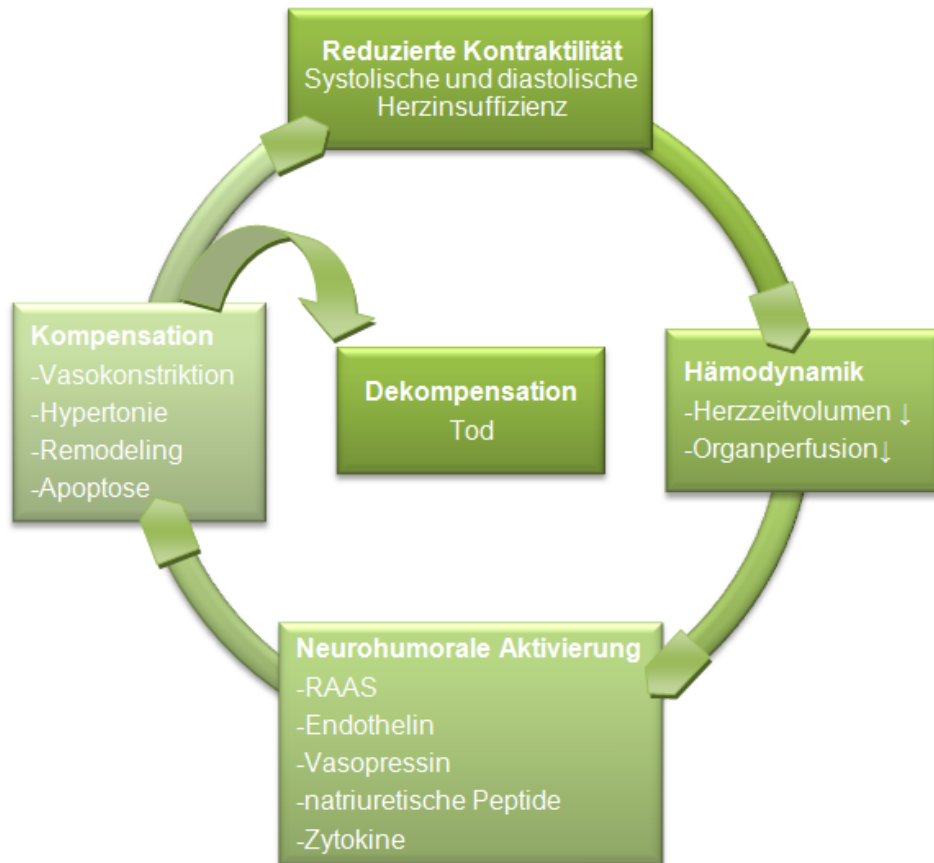 Reduzierte Kontraktilität
Systolische und diastolische
Herzinsuffizienz
Kompensation
-Vasokonstriktion
-Hypertonie
-Remodeling
-Apoptose
Dekompensation
Tod
Hämodynamik
-Herzzeitvolumen ↓
-Organperfusion↓
Neurohumorale Aktivierung
-RAAS
-Endothelin
-Vasopressin
-natriuretische Peptide
-Zytokine